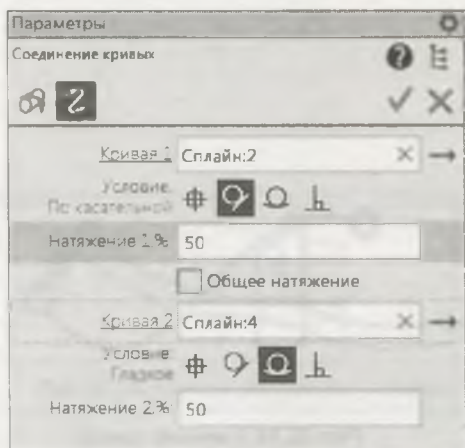 Параметры
Соединение кривых
Кривая 1 Сплайн:2
Условие:
По касательной
Натяжение 1.% 50
Общее натяжение
Кривая 2 Сплайн:4
Условие:
Гладкое
Натяжение 2.% 50